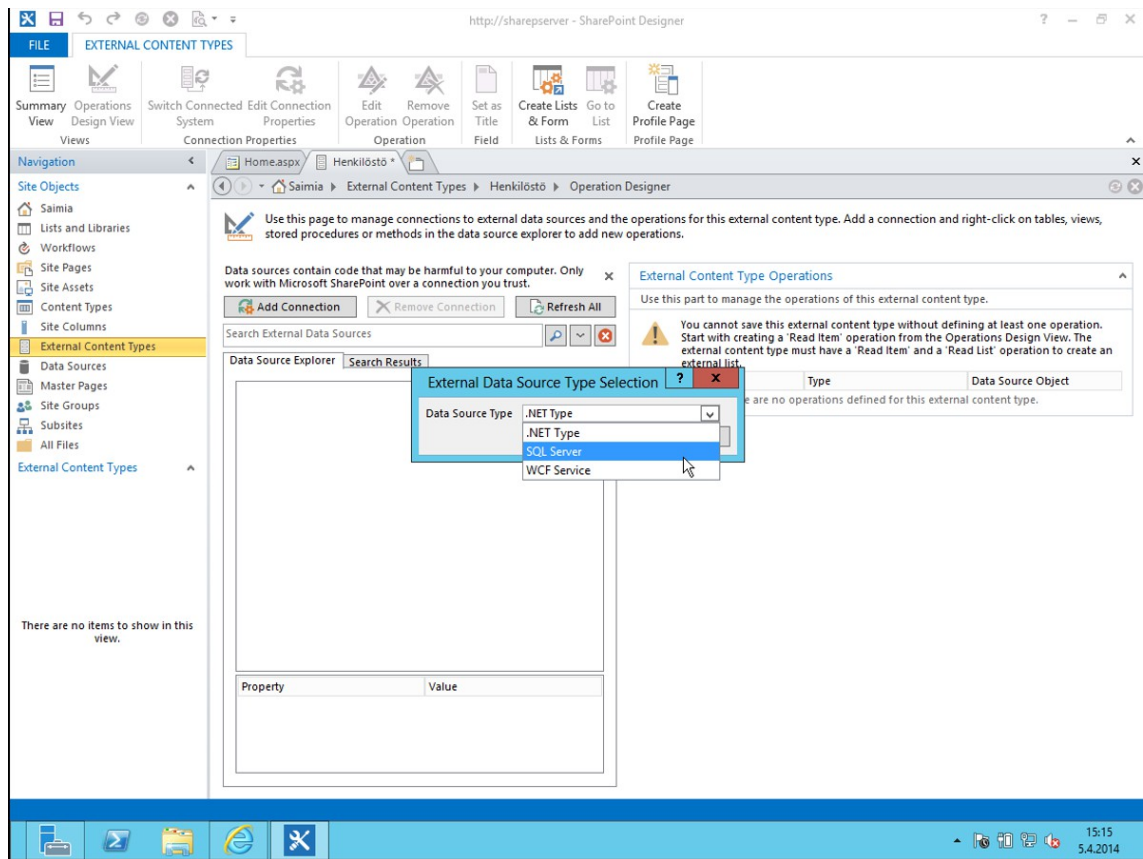 http://sharepserver - SharePoint Designer
FILE
EXTERNAL CONTENT TYPES
Summary View
Operations Design View
Views
Switch Connected System
Edit Connection Properties
Connection Properties
Edit Operation
Remove Operation
Operation
Set as Title
Field
Create Lists & Form
Go to List
Lists & Forms
Create Profile Page
Profile Page
Navigation
Home.aspx
Henkilöstö *
Site Objects
Saimia
External Content Types
Henkilöstö
Operation Designer
Saimia
Lists and Libraries
Workflows
Site Pages
Site Assets
Content Types
Site Columns
External Content Types
Data Sources
Master Pages
Site Groups
Subsites
All Files
External Content Types
There are no items to show in this
view.
Use this page to manage connections to external data sources and the operations for this external content type. Add a connection and right-click on tables, views,
stored procedures or methods in the data source explorer to add new operations.
Data sources contain code that may be harmful to your computer. Only
work with Microsoft SharePoint over a connection you trust.
Add Connection
Remove Connection
Refresh All
Search External Data Sources
Data Source Explorer
Search Results
External Data Source Type Selection
?
x
Data Source Type
.NET Type
.NET Type
SQL Server
WCF Service
Property
Value
External Content Type Operations
Use this part to manage the operations of this external content type.
You cannot save this external content type without defining at least one operation.
Start with creating a 'Read Item' operation from the Operations Design View. The
external content type must have a 'Read Item' and a 'Read List' operation to create an
external list.
Type
Data Source Object
e are no operations defined for this external content type.
15:15
5.4.2014